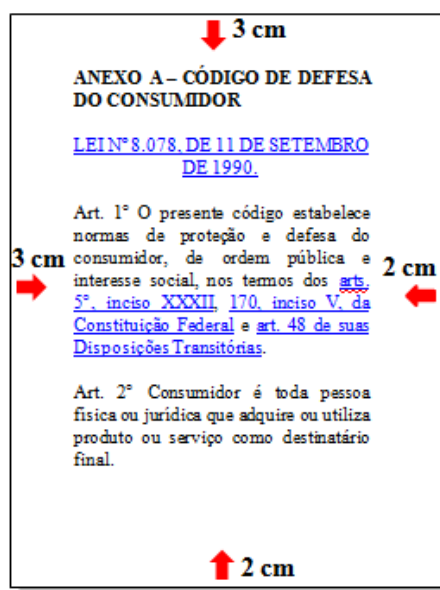 3 cm
ANEXO A – CÓDIGO DE DEFESA
DO CONSUMIDOR
LEI Nº 8.078, DE 11 DE SETEMBRO
DE 1990.
Art. 1º O presente código estabelece
normas de proteção e defesa do
consumidor, de ordem pública e
interesse social, nos termos dos arts.
5º, inciso XXXII, 170, inciso V, da
Constituição Federal e art. 48 de suas
Disposições Transitórias.
3 cm
2 cm
Art. 2º Consumidor é toda pessoa
física ou jurídica que adquire ou utiliza
produto ou serviço como destinatário
final.
2 cm